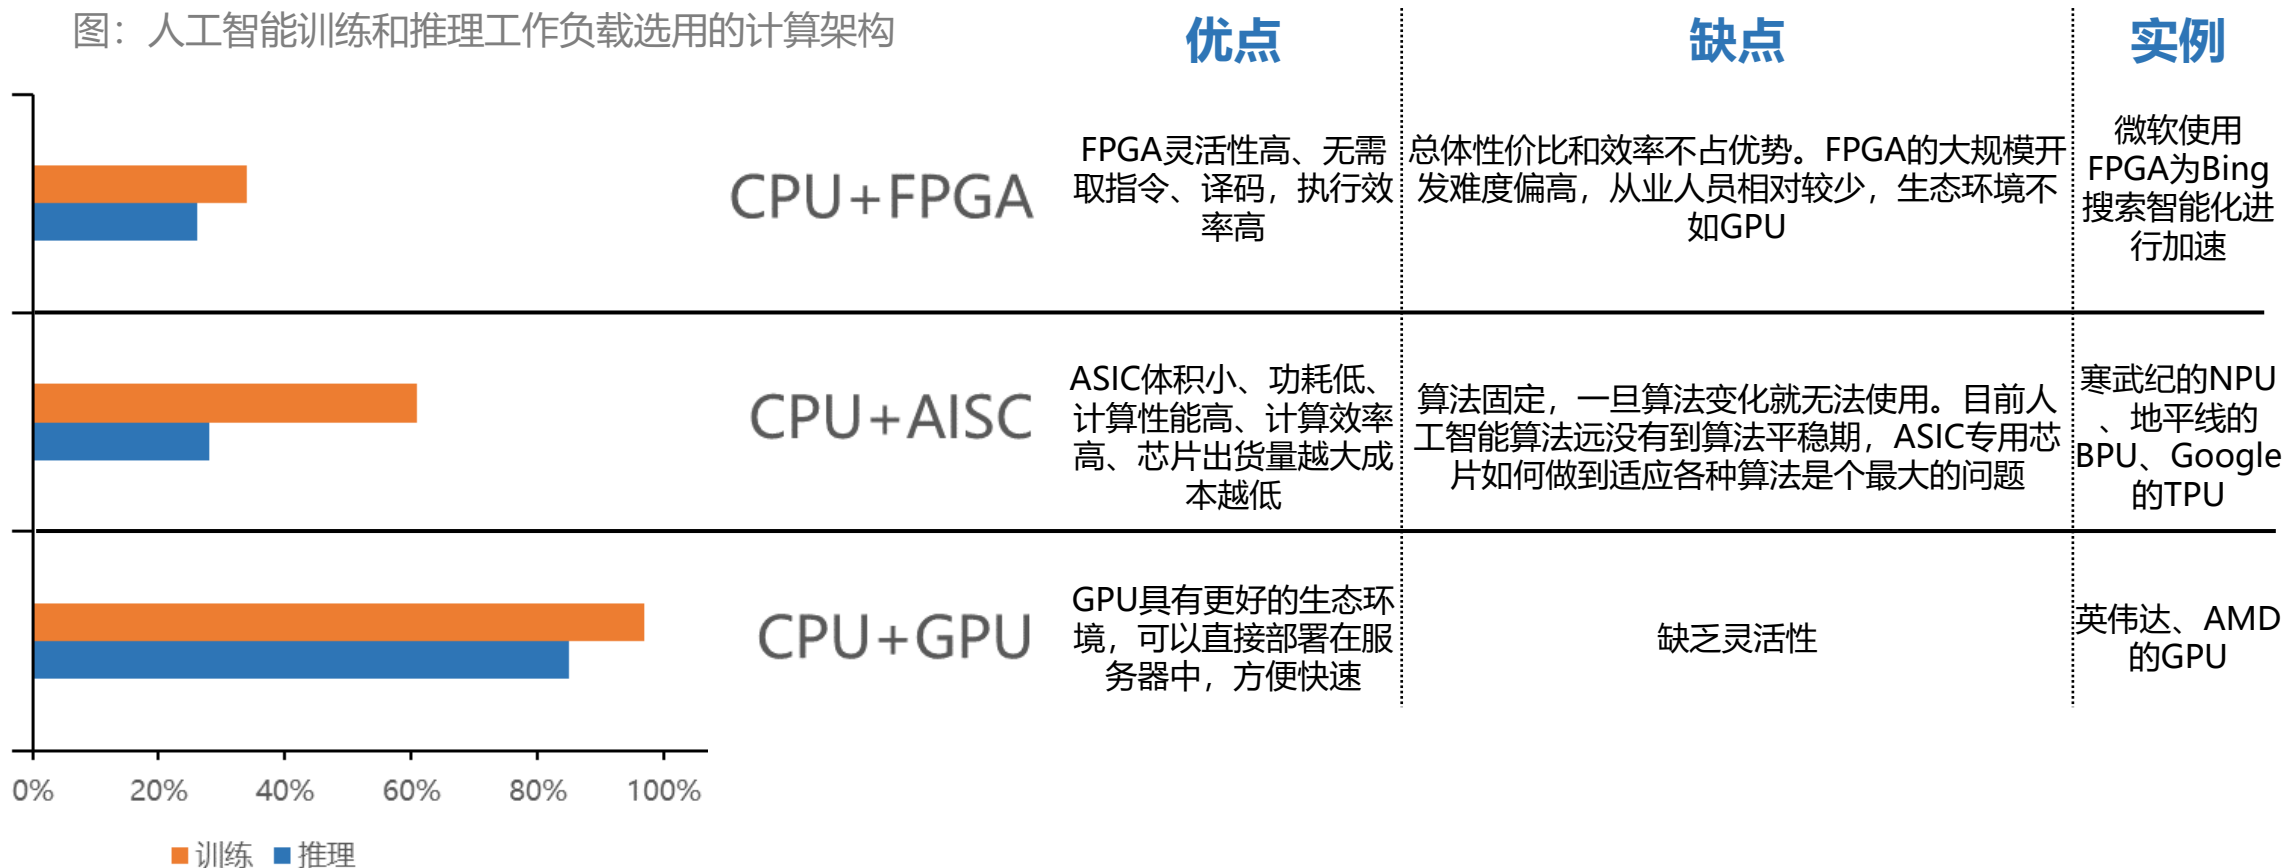 图：人工智能训练和推理工作负载选用的计算架构
优点
缺点
实例
CPU+FPGA
FPGA灵活性高、无需
取指令、译码，执行效
率高
总体性价比和效率不占优势。FPGA的大规模开
发难度偏高，从业人员相对较少，生态环境不
如GPU
微软使用
FPGA为Bing
搜索智能化进
行加速
CPU+AISC
ASIC体积小、功耗低、
计算性能高、计算效率
高、芯片出货量越大成
本越低
算法固定，一旦算法变化就无法使用。目前人
工智能算法远没有到算法平稳期，ASIC专用芯
片如何做到适应各种算法是个最大的问题
寒武纪的NPU
、地平线的
BPU、Google
的TPU
CPU+GPU
GPU具有更好的生态环
境，可以直接部署在服
务器中，方便快速
缺乏灵活性
英伟达、AMD
的GPU
0% 20% 40% 60% 80% 100%
训练 推理